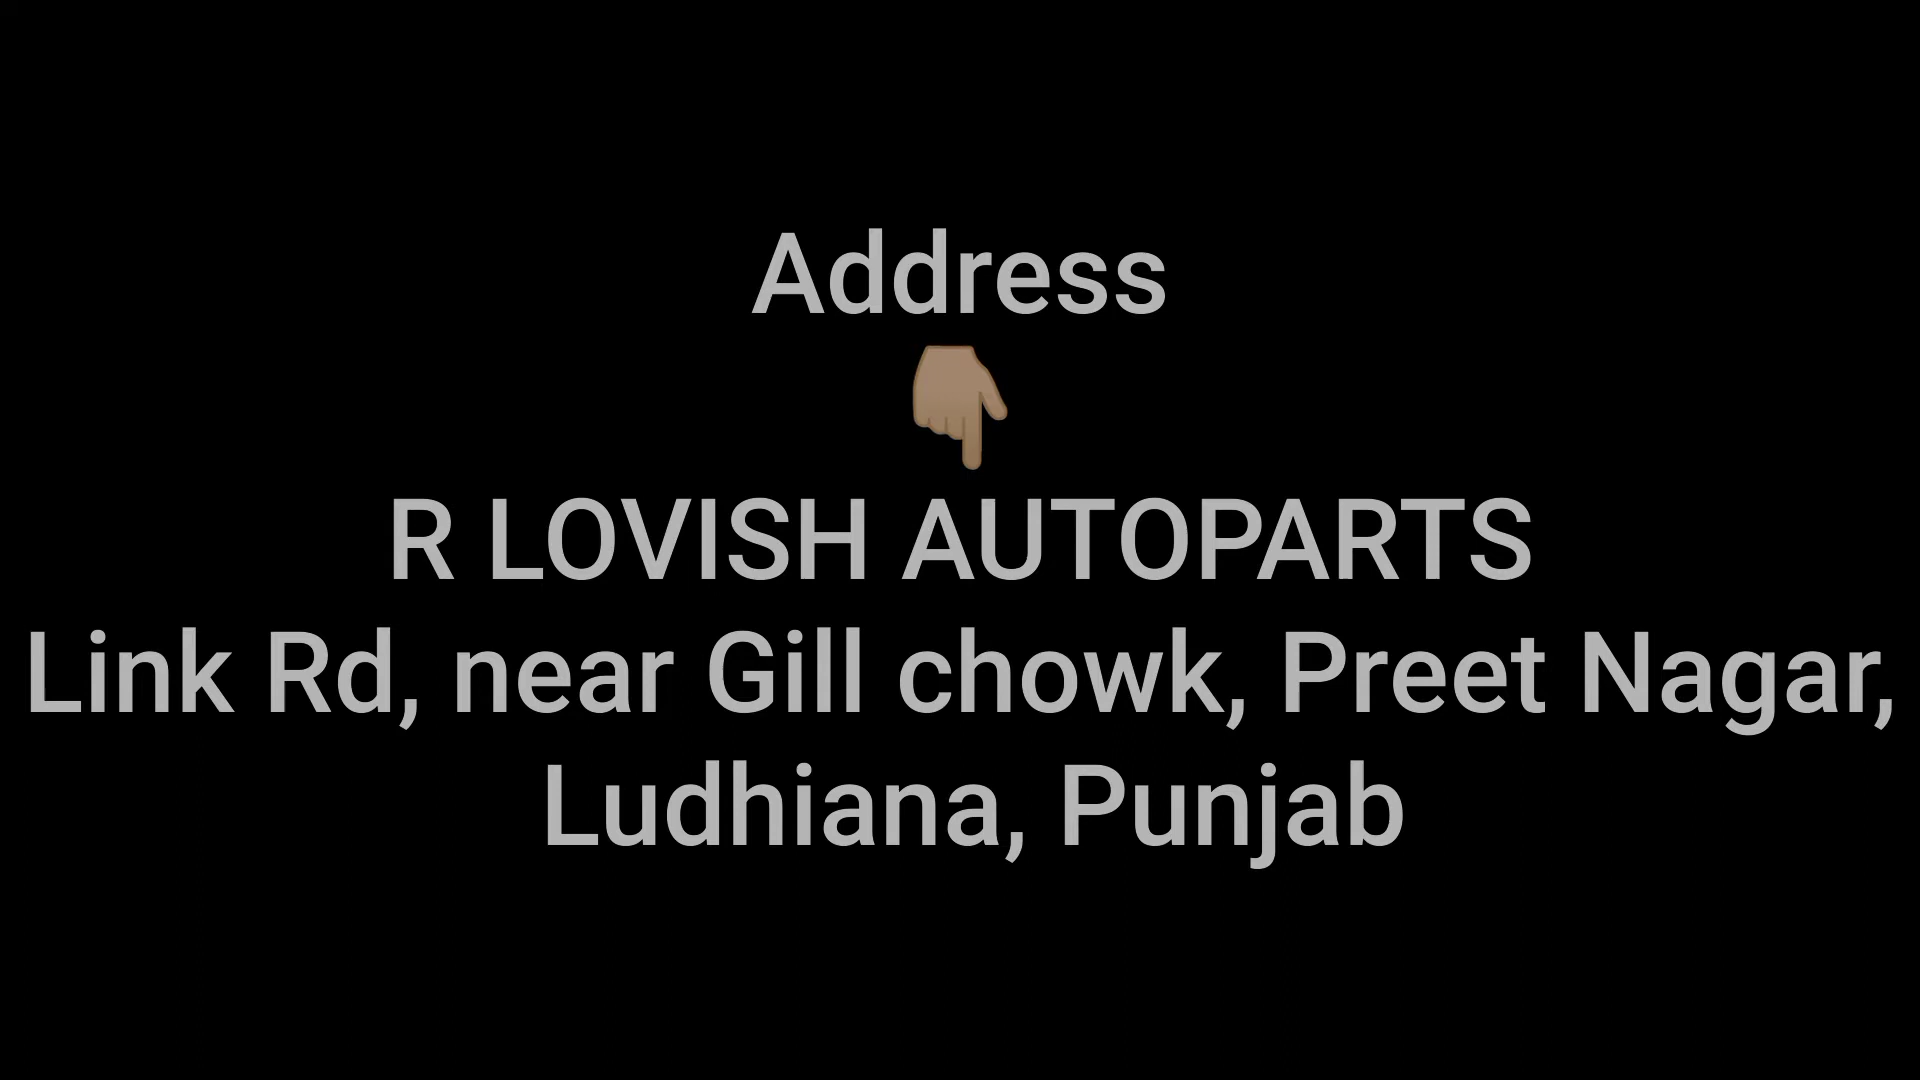 Address
👇🏽
R LOVISH AUTOPARTS
Link Rd, near Gill chowk, Preet Nagar,
Ludhiana, Punjab